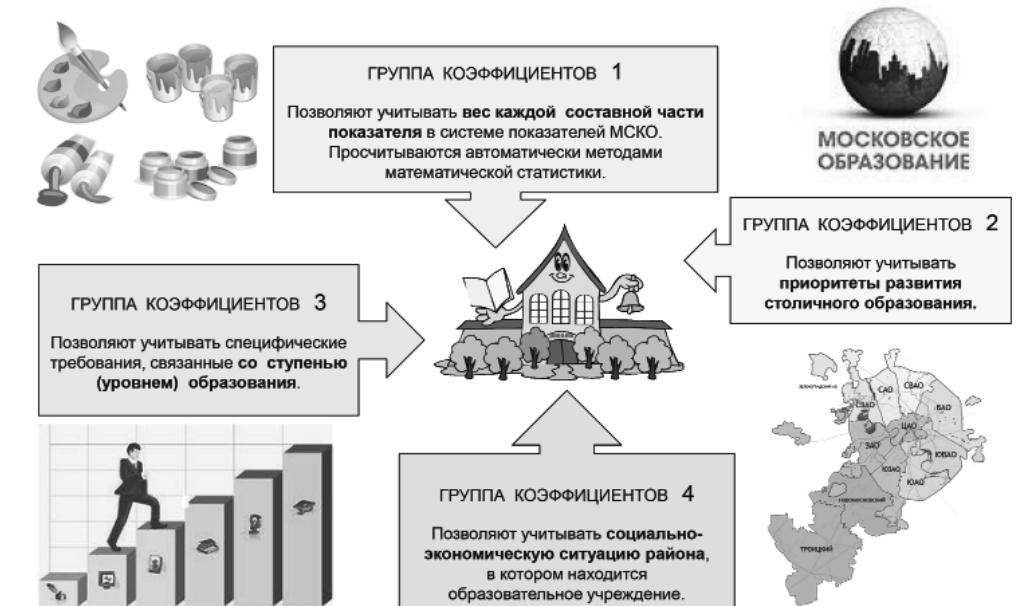 ГРУППА КОЭФФИЦИЕНТОВ 1
Позволяют учитывать вес каждой составной части
показателя в системе показателей МСКО.
Просчитываются автоматически методами
математической статистики.
МОСКОВСКОЕ
ОБРАЗОВАНИЕ
ГРУППА КОЭФФИЦИЕНТОВ 2
Позволяют учитывать
приоритеты развития
столичного образования.
ГРУППА КОЭФФИЦИЕНТОВ 3
Позволяют учитывать специфические
требования, связанные со ступенью
(уровнем) образования.
ГРУППА КОЭФФИЦИЕНТОВ 4
Позволяют учитывать социально-
экономическую ситуацию района,
в котором находится
образовательное учреждение.
САО
СВАО
СЗАО
ВАО
ЦАО
ЗАО
ЮВАО
ЮЗАО
ЮАО
НОВОМОСКОВСКИЙ
ТРОИЦКИЙ